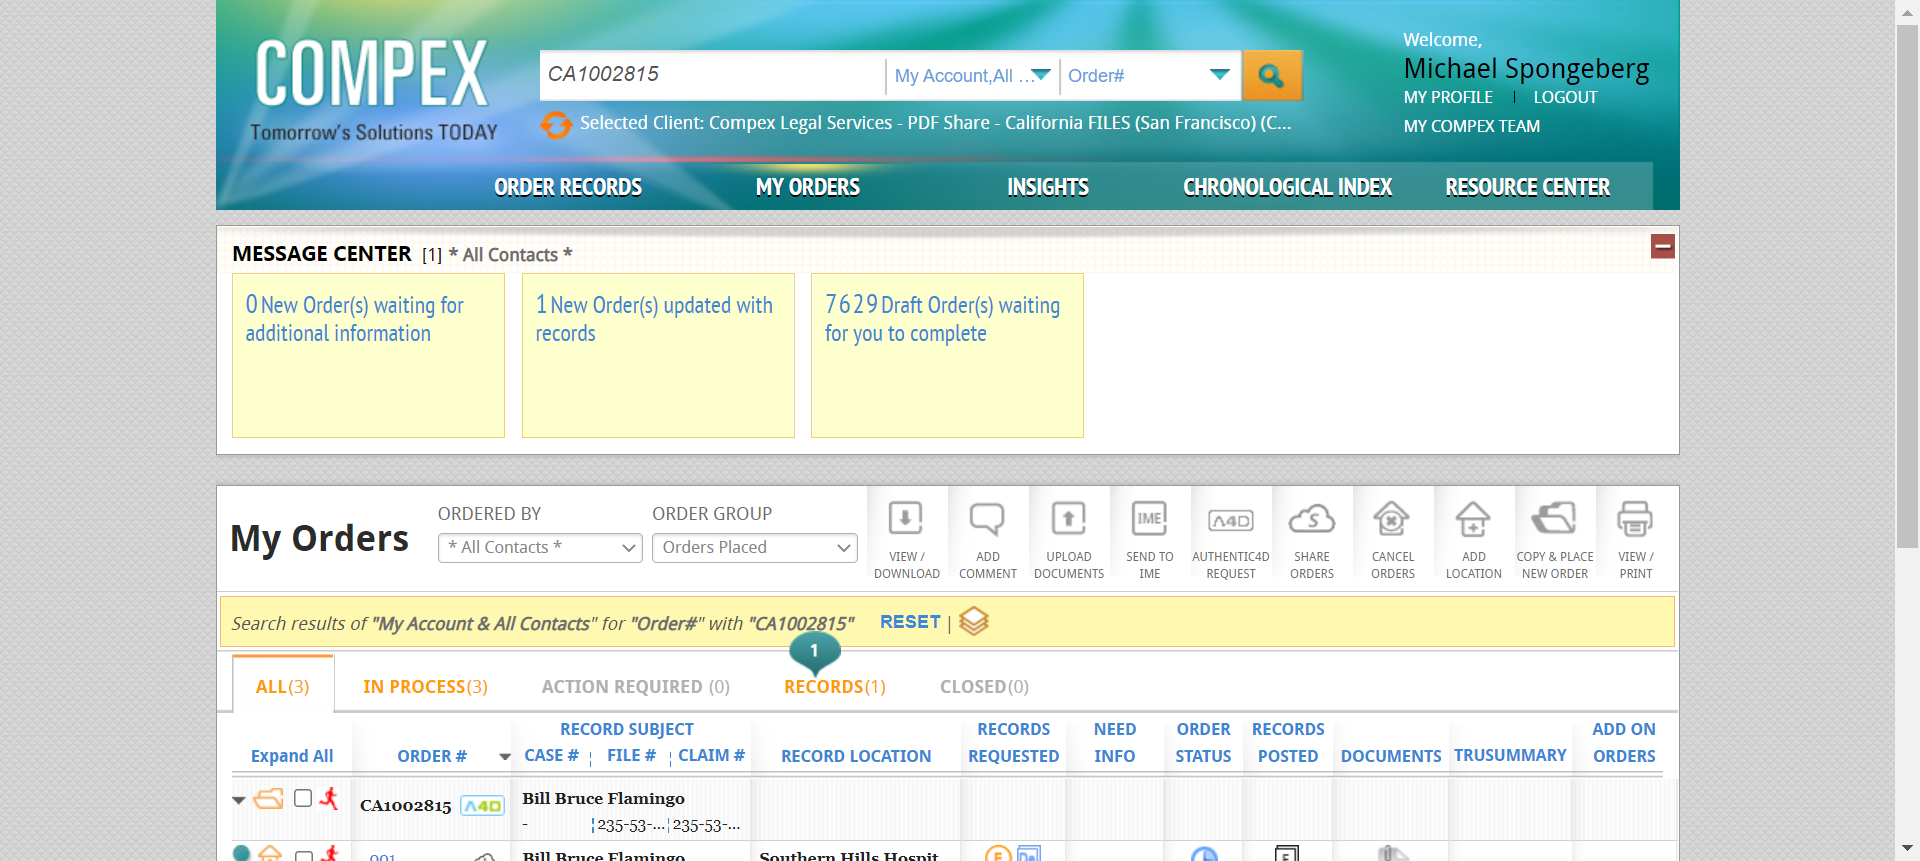 COMPEX
Tomorrow's Solutions TODAY
CA1002815
My Account,All ...
Order#
Selected Client: Compex Legal Services - PDF Share - California FILES (San Francisco) (C...
Welcome,
Michael Spongeberg
MY PROFILE | LOGOUT
MY COMPEX TEAM
ORDER RECORDS MY ORDERS INSIGHTS CHRONOLOGICAL INDEX RESOURCE CENTER
MESSAGE CENTER [1] * All Contacts *
0 New Order(s) waiting for
additional information
1 New Order(s) updated with
records
7629 Draft Order(s) waiting
for you to complete
My Orders
ORDERED BY
* All Contacts *
ORDER GROUP
Orders Placed
VIEW /
DOWNLOAD
ADD
COMMENT
UPLOAD
DOCUMENTS
IME
SEND TO
IME
A4D
AUTHENTIC4D
REQUEST
S
SHARE
ORDERS
CANCEL
ORDERS
ADD
LOCATION
COPY & PLACE
NEW ORDER
VIEW /
PRINT
Search results of "My Account & All Contacts" for "Order#" with "CA1002815" RESET |
1
ALL(3) IN PROCESS(3) ACTION REQUIRED (0) RECORDS(1) CLOSED(0)
Expand All
ORDER #
RECORD SUBJECT
CASE # ¦ FILE # ¦ CLAIM #
RECORD LOCATION
RECORDS
REQUESTED
NEED
INFO
ORDER
STATUS
RECORDS
POSTED
DOCUMENTS
TRUSUMMARY
ADD ON
ORDERS
CA1002815 A4D
Bill Bruce Flamingo
- ¦235-53-...¦235-53-...
001
Bill Bruce Flamingo
Southern Hills Hospit
E De
E